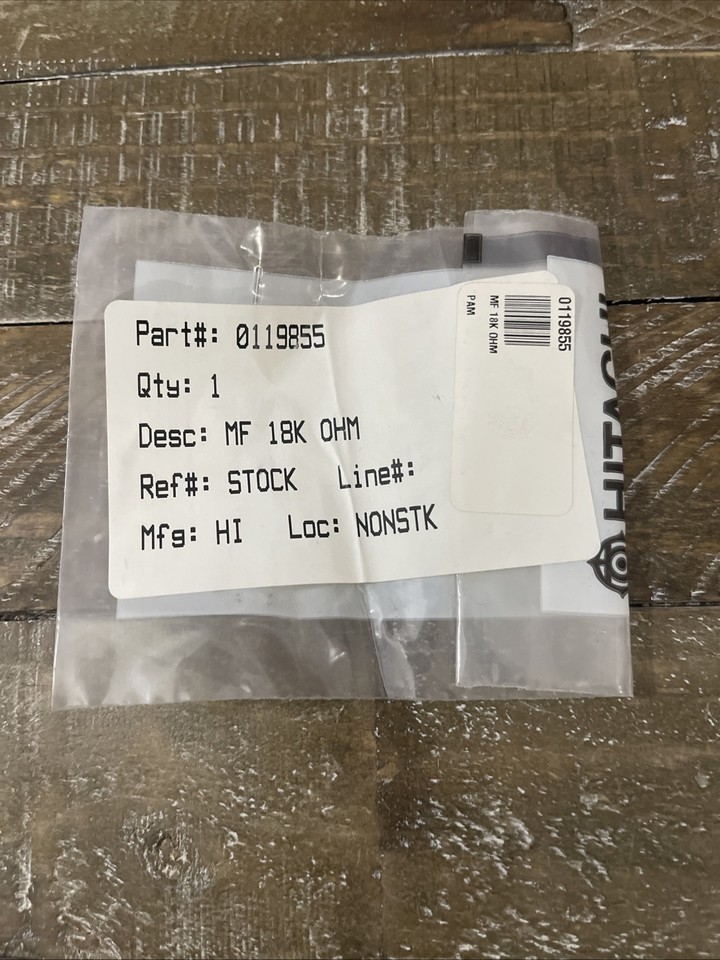 Part#: 0119855
Qty: 1
Desc: MF 18K OHM
Ref#: STOCK Line#:
Mfg: HI Loc: NONSTK
0119855
MF 18K OHM
PAM
HITACHI